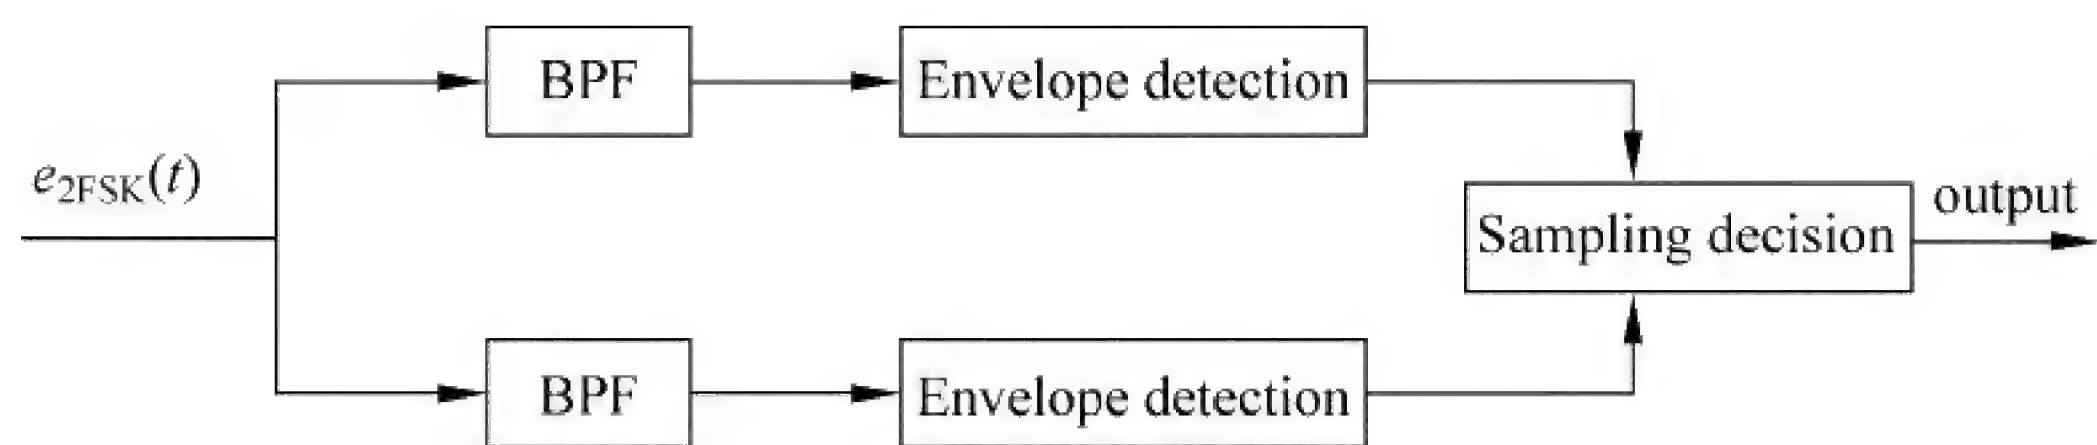 BPF
Envelope detection
e2FSK(t)
output
Sampling decision
BPF
Envelope detection